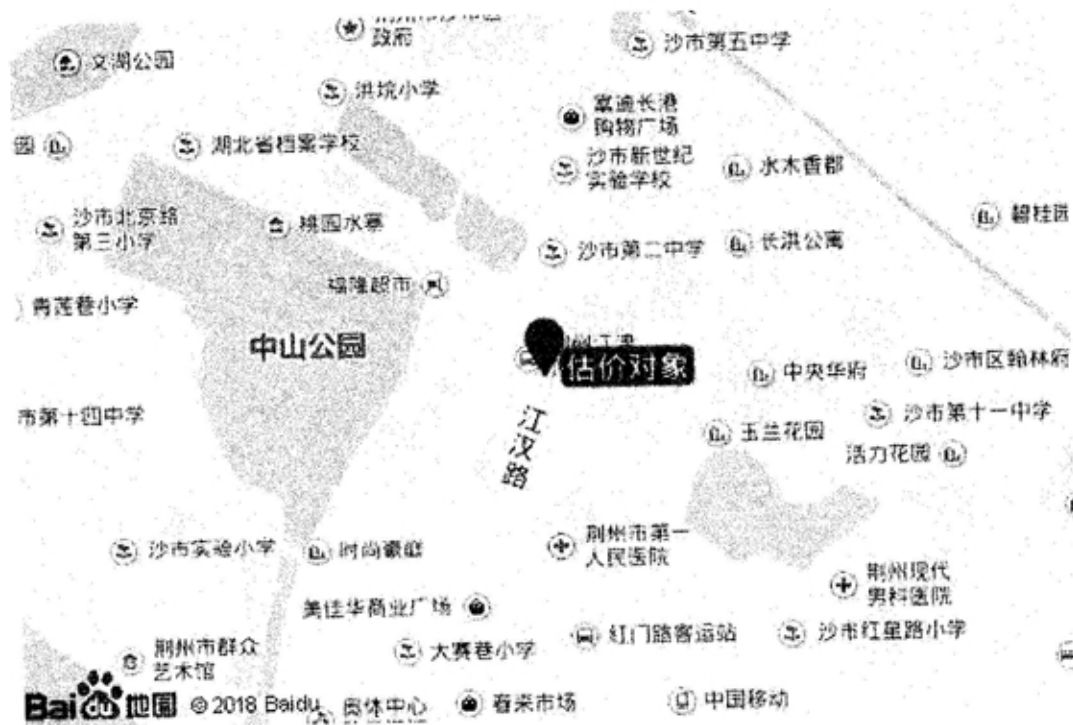 政府
文湖公园
沙市第五中学
洪垸小学
富迪长港
购物广场
园
湖北省档案学校
沙市新世纪
实验学校
水木香郡
沙市北京路
第三小学
桃园水寨
碧桂园
沙市第二中学
长洪公寓
青莲巷小学
福隆超市
中山公园
估价对象
中央华府
沙市区翰林府
市第十四中学
江汉路
玉兰花园
沙市第十一中学
活力花园
沙市实验小学
时尚豪庭
荆州市第一
人民医院
荆州现代
男科医院
美佳华商业广场
红门路客运站
沙市红星路小学
荆州市群众
艺术馆
大赛巷小学
Bai 地图 © 2018 Baidu
奥体中心
春来市场
中国移动